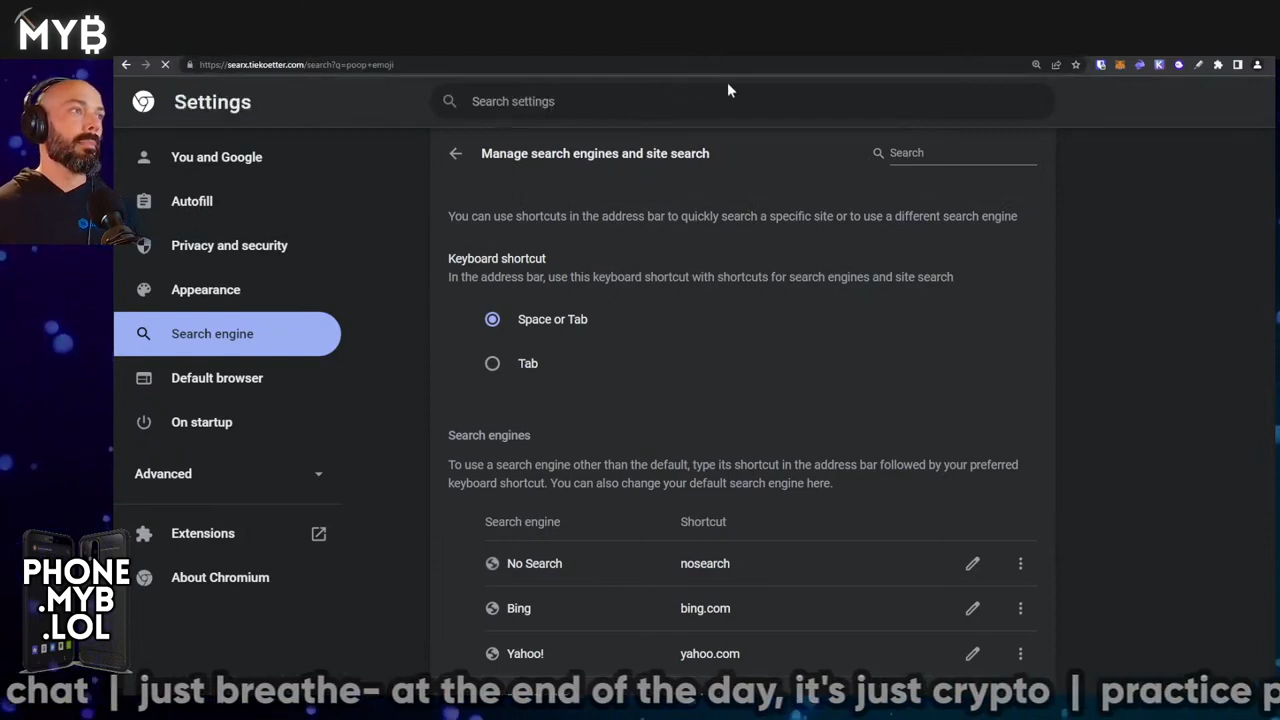 MYB
https://searx.tiekoetter.com/search?q=poop+emoji
Settings
Search settings
You and Google
Autofill
Privacy and security
Appearance
Search engine
Default browser
On startup
Advanced
Extensions
About Chromium
Manage search engines and site search
Search
You can use shortcuts in the address bar to quickly search a specific site or to use a different search engine
Keyboard shortcut
In the address bar, use this keyboard shortcut with shortcuts for search engines and site search
Space or Tab
Tab
Search engines
To use a search engine other than the default, type its shortcut in the address bar followed by your preferred
keyboard shortcut. You can also change your default search engine here.
Search engine Shortcut
No Search nosearch
Bing bing.com
Yahoo! yahoo.com
PHONE
.MYB
.LOL
chat | just breathe- at the end of the day, it's just crypto | practice p